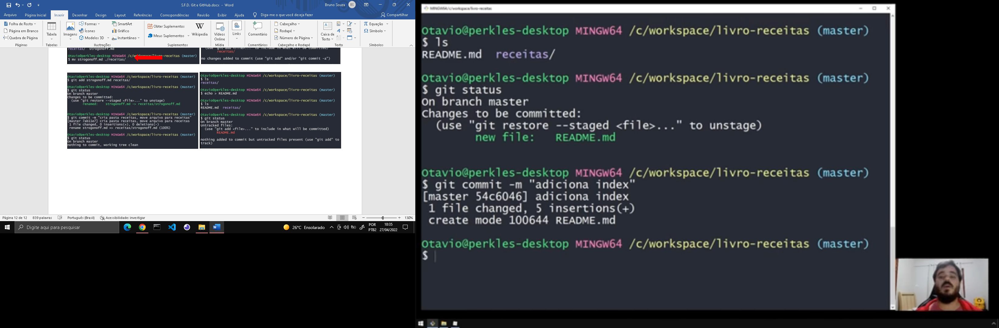 S.F.D. Git e GitHub.docx - Word
Bruno Souza BS
Arquivo Página Inicial Inserir Desenhar Design Layout Referências Correspondências Revisão Exibir Ajuda Diga-me o que você deseja fazer Compartilhar
Folha de Rosto
Página em Branco
Quebra de Página
Páginas
Tabela
Tabelas
Imagens
Formas
Ícones
Modelos 3D
SmartArt
Gráfico
Instantâneo
Ilustrações
Obter Suplementos
Meus Suplementos
Wikipedia
Suplementos
Vídeos
Online
Mídia
Links
Comentário
Comentários
Cabeçalho
Rodapé
Número de Página
Cabeçalho e Rodapé
Caixa de
Texto
Texto
Equação
Símbolo
Símbolos
receitas/ strogonoff.md
Otavio@perkles-desktop MINGW64 /c/workspace/livro-receitas (master)
$ mv strogonoff.md ./receitas/
(use "git add <file>..." to include in what will be committed)
receitas/
no changes added to commit (use "git add" and/or "git commit -a")
Otavio@perkles-desktop MINGW64 /c/workspace/livro-receitas (master)
$ git add strogonoff.md receitas/
Otavio@perkles-desktop MINGW64 /c/workspace/livro-receitas (master)
$ git status
On branch master
Changes to be committed:
(use "git restore --staged <file>..." to unstage)
renamed: strogonoff.md -> receitas/strogonoff.md
Otavio@perkles-desktop MINGW64 /c/workspace/livro-receitas (master)
$ git commit -m "cria pasta receitas, move arquivo para receitas"
[master 7ab11e7] cria pasta receitas, move arquivo para receitas
1 file changed, 0 insertions(+), 0 deletions(-)
rename strogonoff.md => receitas/strogonoff.md (100%)
Otavio@perkles-desktop MINGW64 /c/workspace/livro-receitas (master)
$ git status
On branch master
nothing to commit, working tree clean
Otavio@perkles-desktop MINGW64 /c/workspace/livro-receitas (master)
$ ls
receitas/
Otavio@perkles-desktop MINGW64 /c/workspace/livro-receitas (master)
$ echo > README.md
Otavio@perkles-desktop MINGW64 /c/workspace/livro-receitas (master)
$ ls
README.md receitas/
Otavio@perkles-desktop MINGW64 /c/workspace/livro-receitas (master)
$ git status
On branch master
Untracked files:
(use "git add <file>..." to include in what will be committed)
README.md
nothing added to commit but untracked files present (use "git add" to
track)
Página 12 de 12 839 palavras Português (Brasil) Acessibilidade: investigar 130%
Digite aqui para pesquisar
26°C Ensolarado
POR
PTB2
10:35
27/04/2022
MINGW64:/c/workspace/livro-receitas
Otavio@perkles-desktop MINGW64 /c/workspace/livro-receitas (master)
$ ls
README.md receitas/
Otavio@perkles-desktop MINGW64 /c/workspace/livro-receitas (master)
$ git status
On branch master
Changes to be committed:
(use "git restore --staged <file>..." to unstage)
new file: README.md
Otavio@perkles-desktop MINGW64 /c/workspace/livro-receitas (master)
$ git commit -m "adiciona index"
[master 54c6046] adiciona index
1 file changed, 5 insertions(+)
create mode 100644 README.md
Otavio@perkles-desktop MINGW64 /c/workspace/livro-receitas (master)
$